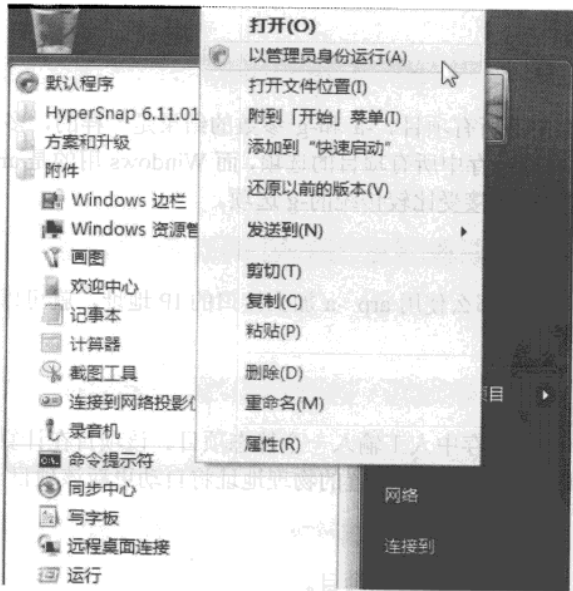 打开(O)
以管理员身份运行(A)
打开文件位置(I)
附到「开始」菜单(I)
添加到“快速启动”
还原以前的版本(V)
发送到(N)
剪切(T)
复制(C)
粘贴(P)
删除(D)
重命名(M)
属性(R)
默认程序
HyperSnap 6.11.01
方案和升级
附件
Windows 边栏
Windows 资源管
画图
欢迎中心
记事本
计算器
截图工具
连接到网络投影仪
录音机
命令提示符
同步中心
写字板
远程桌面连接
运行
项目
网络
连接到